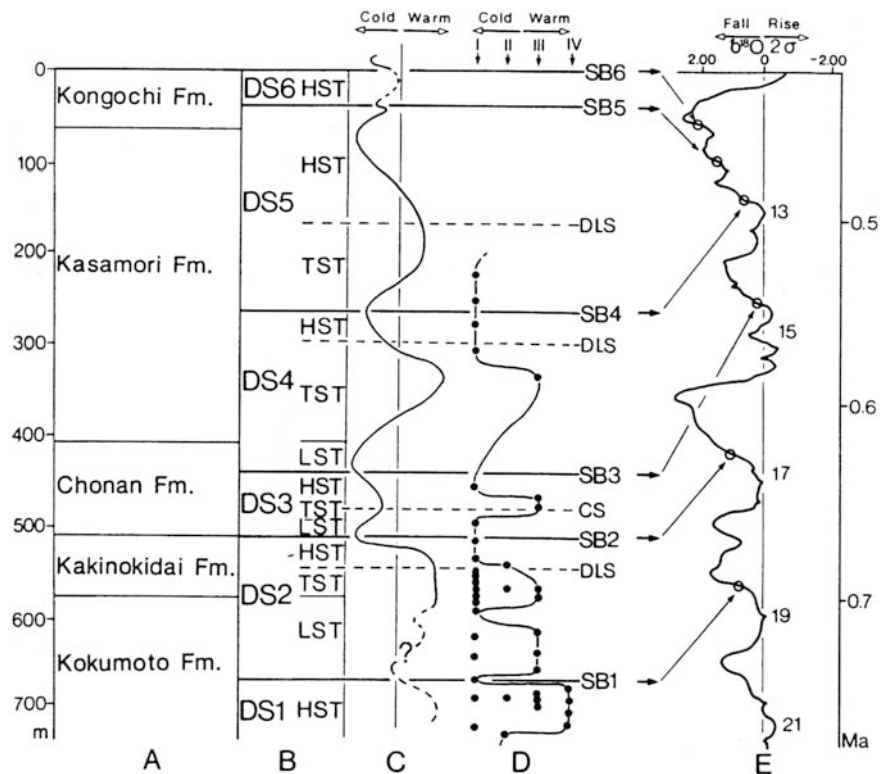 Cold Warm
Cold Warm
I II III IV
Fall Rise
δ18O 2σ
2.00 0 -2.00
0
100
200
300
400
500
600
700
m
Kongochi Fm.
Kasamori Fm.
Chonan Fm.
Kakinokidai Fm.
Kokumoto Fm.
A
DS6 HST
HST
DS5
TST
HST
DS4
TST
LST
HST
DS3
TST
LST
HST
TST
DS2
LST
DS1 HST
B
?
C
D
SB6
SB5
DLS
SB4
DLS
SB3
CS
SB2
DLS
SB1
13
15
17
19
21
E
0.5
0.6
0.7
Ma